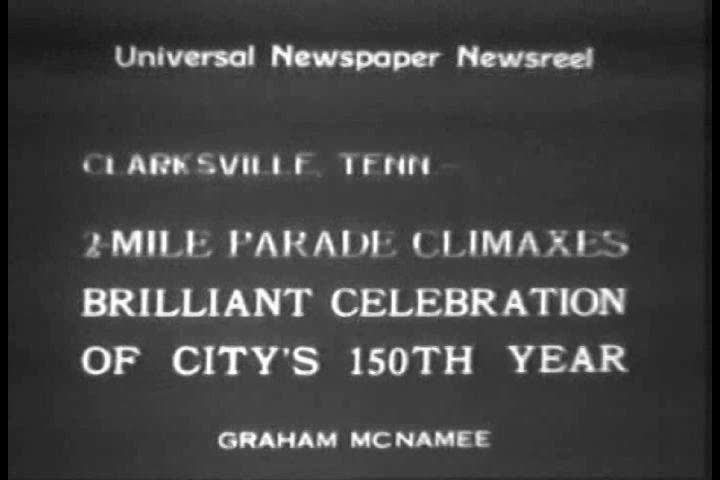 Universal Newspaper Newsreel
CLARKSVILLE, TENN.—
2-MILE PARADE CLIMAXES
BRILLIANT CELEBRATION
OF CITY'S 150TH YEAR
GRAHAM MCNAMEE